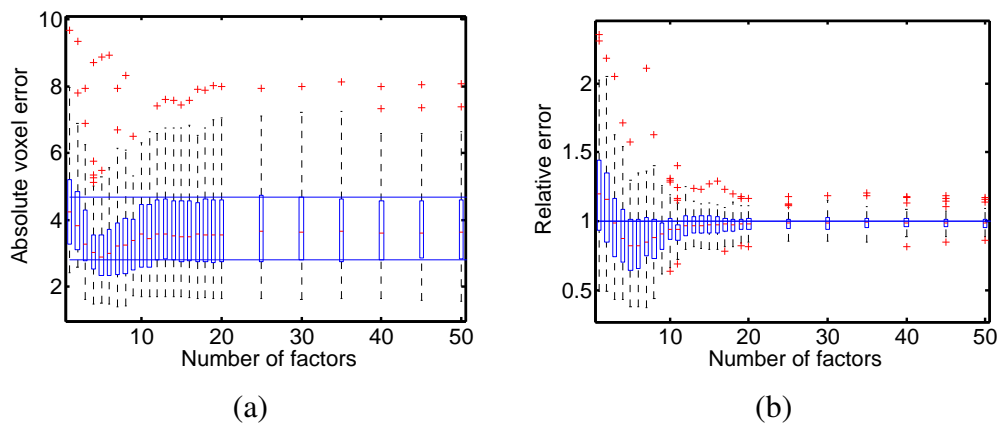 Absolute voxel error
10
8
6
4
2
10 20 30 40 50
Number of factors
(a)
Relative error
2
1.5
1
0.5
10 20 30 40 50
Number of factors
(b)